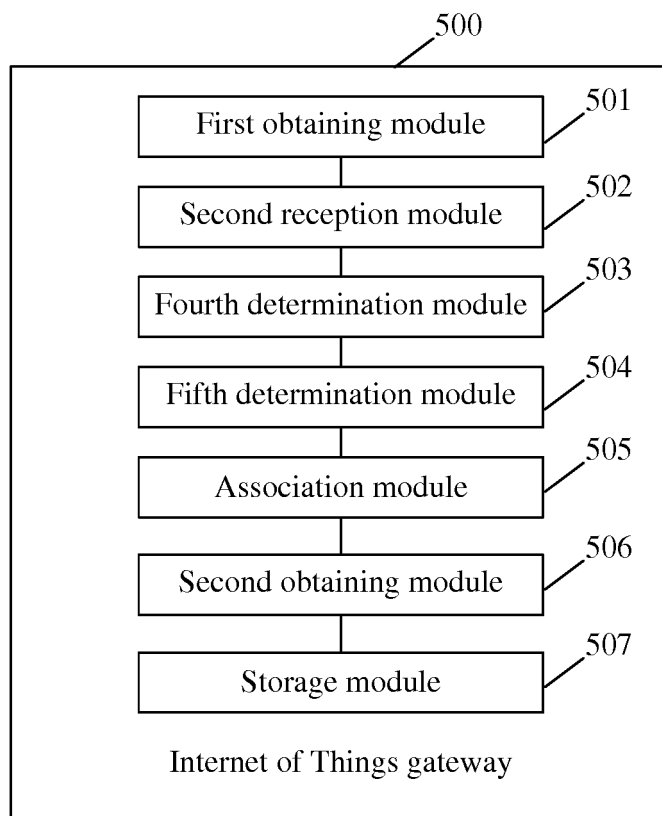 500
501
First obtaining module
502
Second reception module
503
Fourth determination module
504
Fifth determination module
505
Association module
506
Second obtaining module
507
Storage module
Internet of Things gateway